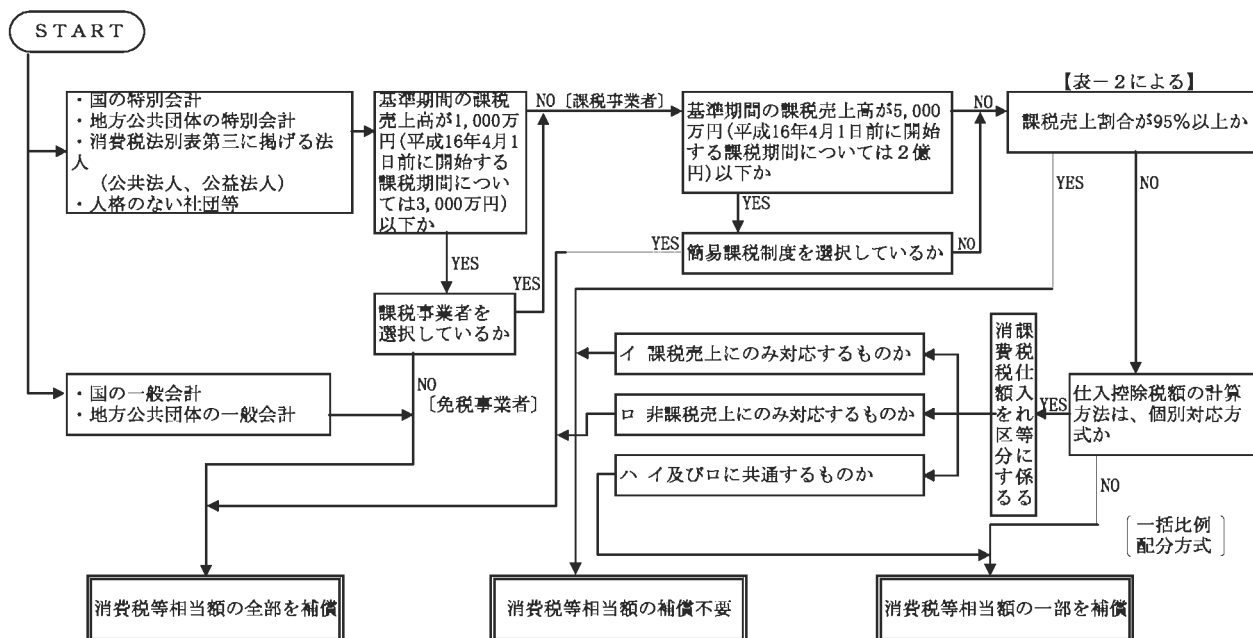 START
・国の特別会計
・地方公共団体の特別会計
・消費税法別表第三に掲げる法
人
（公共法人、公益法人）
・人格のない社団等
基準期間の課税
売上高が1,000万
円(平成16年4月1
日前に開始する
課税期間につい
ては3,000万円)
以下か
NO〔課税事業者〕
基準期間の課税売上高が5,000
万円(平成16年4月1日前に開始
する課税期間については２億
円)以下か
NO
【表－２による】
課税売上割合が95％以上か
YES
NO
YES
簡易課税制度を選択しているか
YES
NO
YES
課税事業者を
選択しているか
YES
NO
〔免税事業者〕
・国の一般会計
・地方公共団体の一般会計
イ 課税売上にのみ対応するものか
ロ 非課税売上にのみ対応するものか
ハ イ及びロに共通するものか
課税仕入れ等に係る
消費税額を区分する
YES
仕入控除税額の計算
方法は、個別対応方
式か
NO
一括比例
配分方式
消費税等相当額の全部を補償
消費税等相当額の補償不要
消費税等相当額の一部を補償